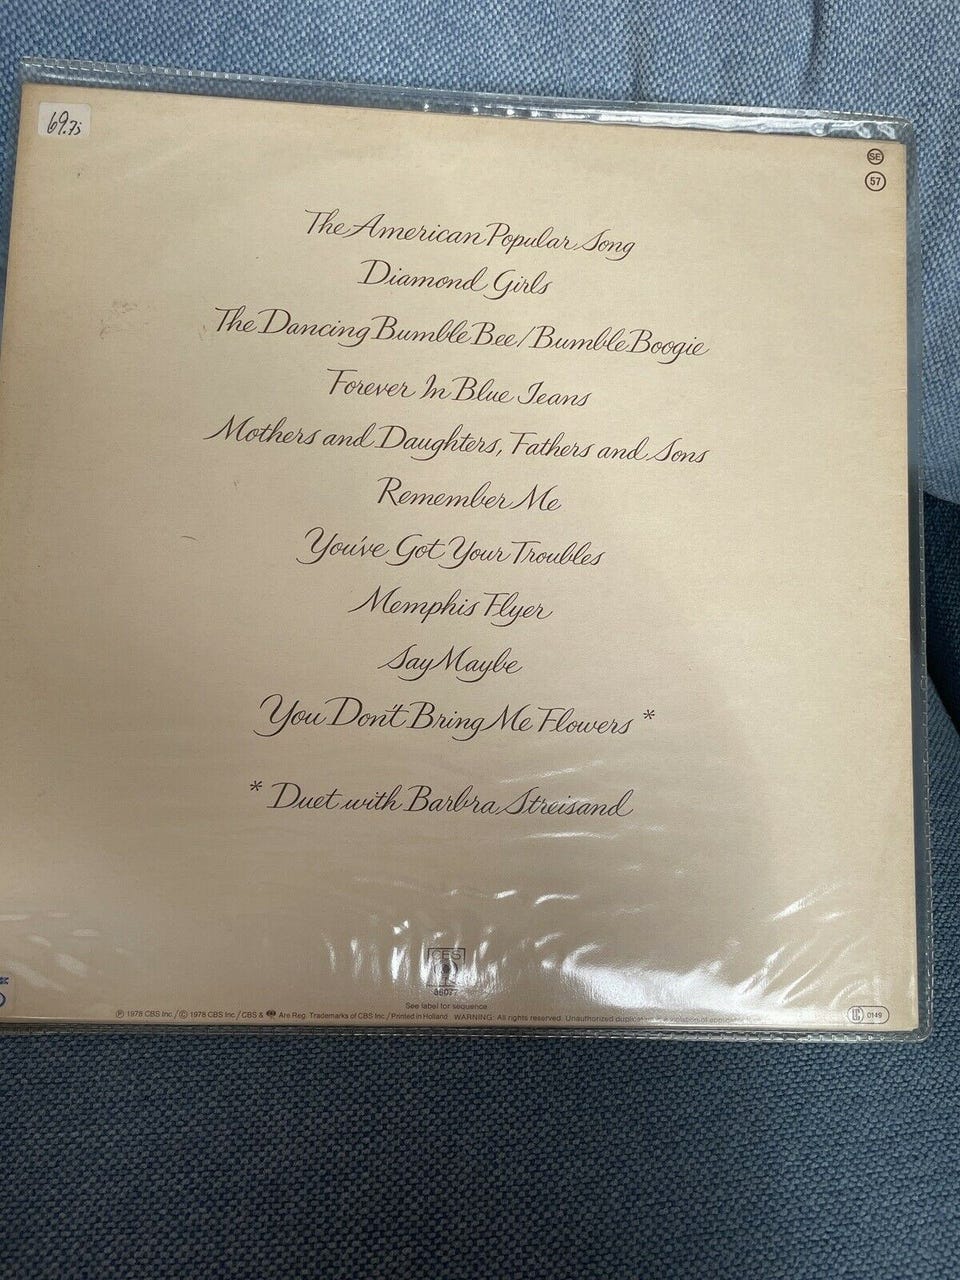 69.75
SE
57
The American Popular Song
Diamond Girls
The Dancing Bumble Bee/Bumble Boogie
Forever In Blue Jeans
Mothers and Daughters, Fathers and Sons
Remember Me
You've Got Your Troubles
Memphis Flyer
Say Maybe
You Don't Bring Me Flowers *
* Duet with Barbra Streisand
CBS
86077
See label for sequence
℗ 1978 CBS Inc./© 1978 CBS Inc./CBS & Are Reg. Trademarks of CBS Inc./Printed in Holland WARNING: All rights reserved. Unauthorized
LC 0149